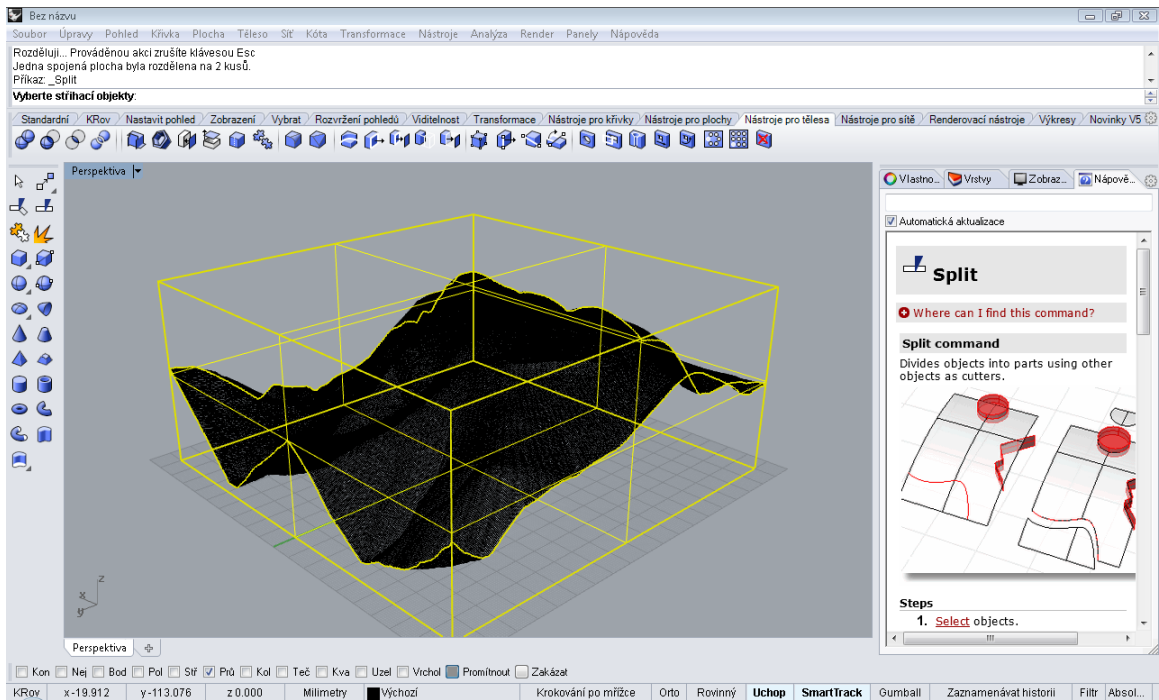 Bez názvu
Soubor Úpravy Pohled Křivka Plocha Těleso Síť Kóta Transformace Nástroje Analýza Render Panely Nápověda
Rozděluji... Prováděnou akci zrušíte klávesou Esc
Jedna spojená plocha byla rozdělena na 2 kusů.
Příkaz: _Split
Vyberte stříhací objekty:
Standardní KRov Nastavit pohled Zobrazení Vybrat Rozvržení pohledů Viditelnost Transformace Nástroje pro křivky Nástroje pro plochy Nástroje pro tělesa Nástroje pro sítě Renderovací nástroje Výkresy Novinky V5
Perspektiva
Vlastno... Vrstvy Zobraz... Nápově...
Automatická aktualizace
Split
Where can I find this command?
Split command
Divides objects into parts using other
objects as cutters.
Steps
1. Select objects.
z
x
y
Perspektiva
Kon Nej Bod Pol Stř Prů Kol Teč Kva Uzel Vrchol Promítnout Zakázat
KRov x-19.912 y-113.076 z 0.000 Milimetry Výchozí Krokování po mřížce Orto Rovinný Uchop SmartTrack Gumball Zaznamenávat historii Filtr Absol...